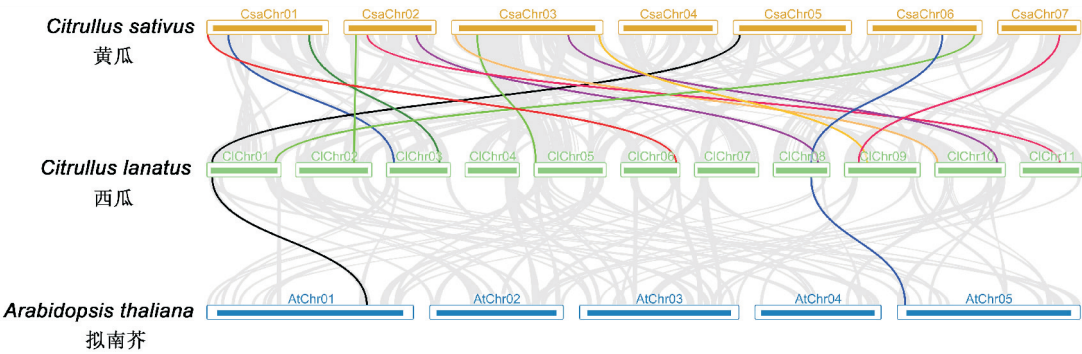 CsaChr01 CsaChr02 CsaChr03 CsaChr04 CsaChr05 CsaChr06 CsaChr07
Citrullus sativus
黄瓜
ClChr01 ClChr02 ClChr03 ClChr04 ClChr05 ClChr06 ClChr07 ClChr08 ClChr09 ClChr10 ClChr11
Citrullus lanatus
西瓜
AtChr01 AtChr02 AtChr03 AtChr04 AtChr05
Arabidopsis thaliana
拟南芥